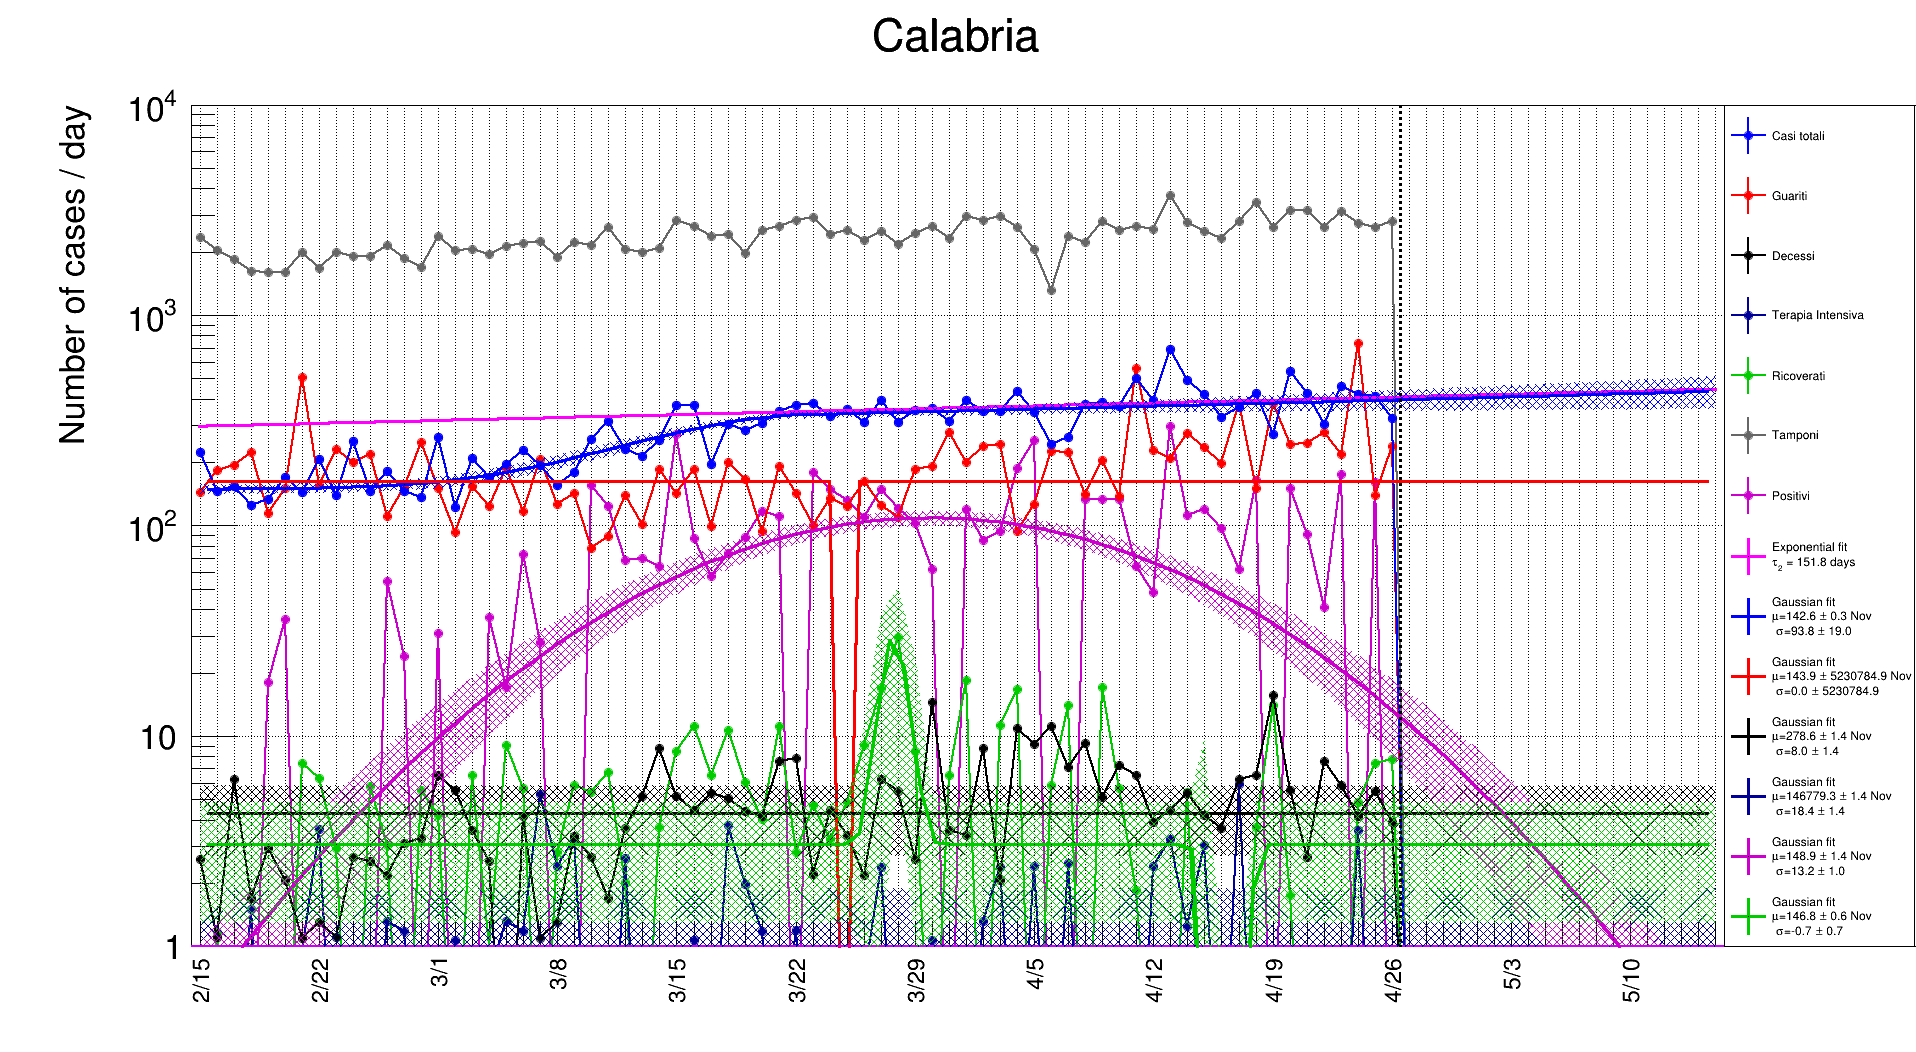 Calabria
Number of cases / day
10⁴
10³
10²
10
1
2/15
2/22
3/1
3/8
3/15
3/22
3/29
4/5
4/12
4/19
4/26
5/3
5/10
Casi totali
Guariti
Decessi
Terapia Intensiva
Ricoverati
Tamponi
Positivi
Exponential fit
τ₂ = 151.8 days
Gaussian fit
μ=142.6 ± 0.3 Nov
σ=93.8 ± 19.0
Gaussian fit
μ=143.9 ± 5230784.9 Nov
σ=0.0 ± 5230784.9
Gaussian fit
μ=278.6 ± 1.4 Nov
σ=8.0 ± 1.4
Gaussian fit
μ=146779.3 ± 1.4 Nov
σ=18.4 ± 1.4
Gaussian fit
μ=148.9 ± 1.4 Nov
σ=13.2 ± 1.0
Gaussian fit
μ=146.8 ± 0.6 Nov
σ=-0.7 ± 0.7